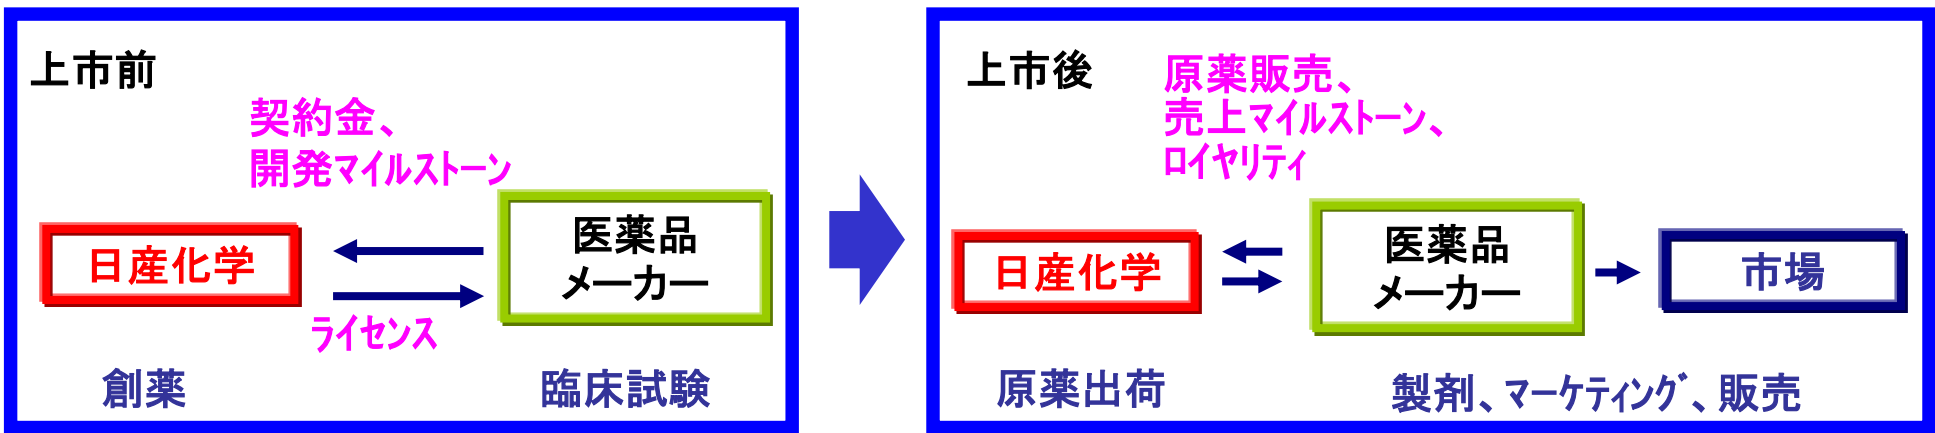 上市前
契約金、
開発ﾏｲﾙｽﾄｰﾝ
日産化学
医薬品
メーカー
ﾗｲｾﾝｽ
創薬
臨床試験
上市後
原薬販売、
売上ﾏｲﾙｽﾄｰﾝ、
ﾛｲﾔﾘﾃｨ
日産化学
医薬品
メーカー
市場
原薬出荷
製剤、ﾏｰｹﾃｨﾝｸﾞ、販売